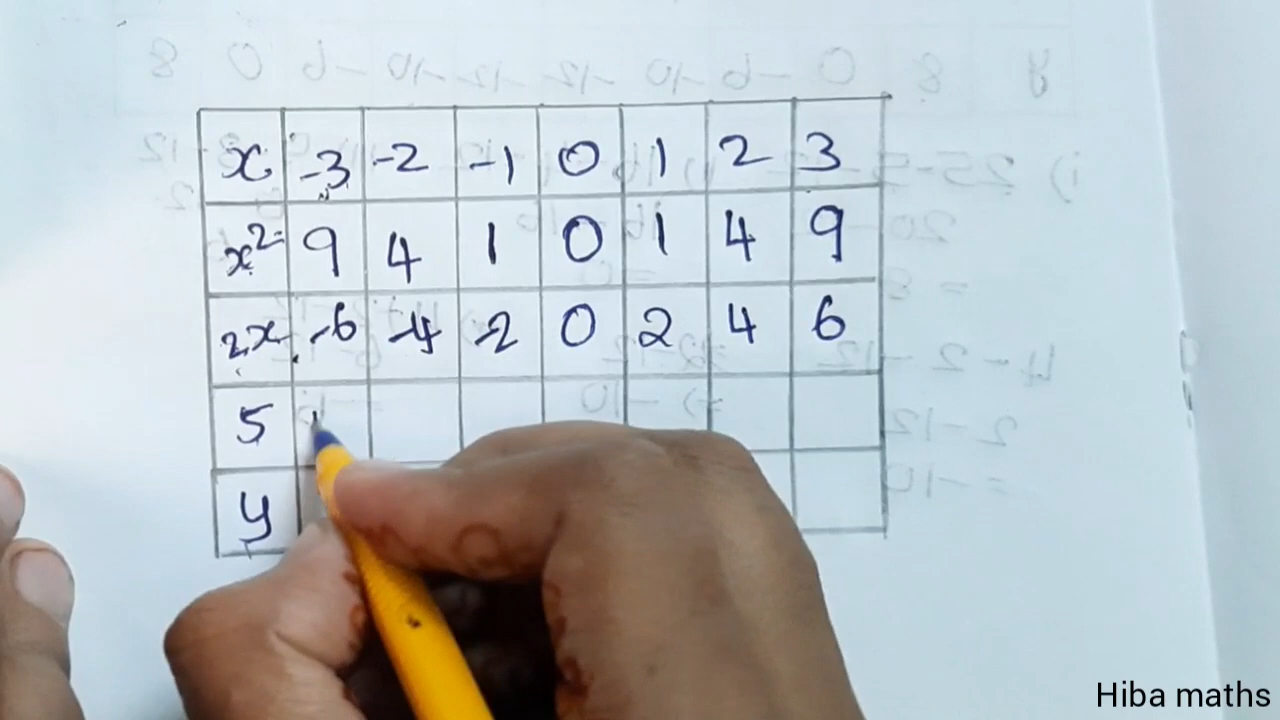 x -3 -2 -1 0 1 2 3
x² 9 4 1 0 1 4 9
2x -6 -4 -2 0 2 4 6
5
y
Hiba maths